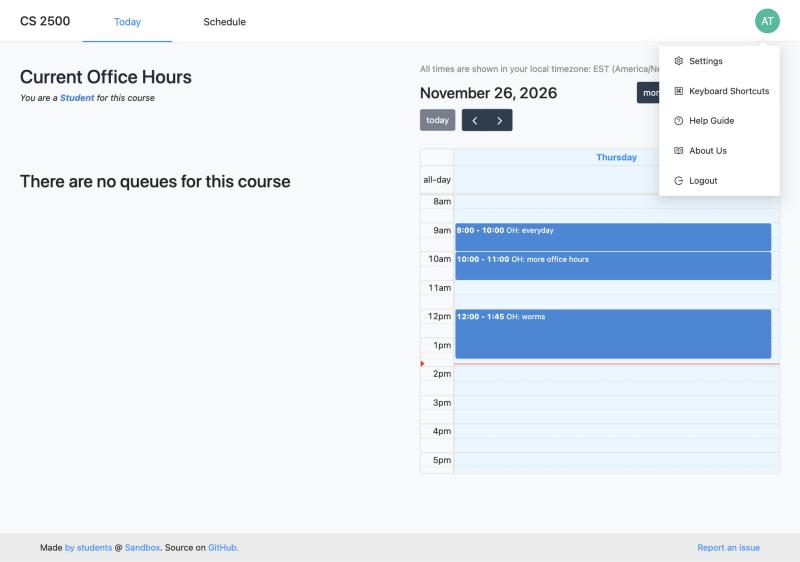 CS 2500
Today
Schedule
AT
Settings
Keyboard Shortcuts
Help Guide
About Us
Logout
Current Office Hours
You are a Student for this course
There are no queues for this course
All times are shown in your local timezone: EST (America/
November 26, 2026
today
Thursday
all-day
8am
9am
9:00 - 10:00 OH: everyday
10am
10:00 - 11:00 OH: more office hours
11am
12pm
12:00 - 1:45 OH: worms
1pm
2pm
3pm
4pm
5pm
Made by students @ Sandbox. Source on GitHub.
Report an issue